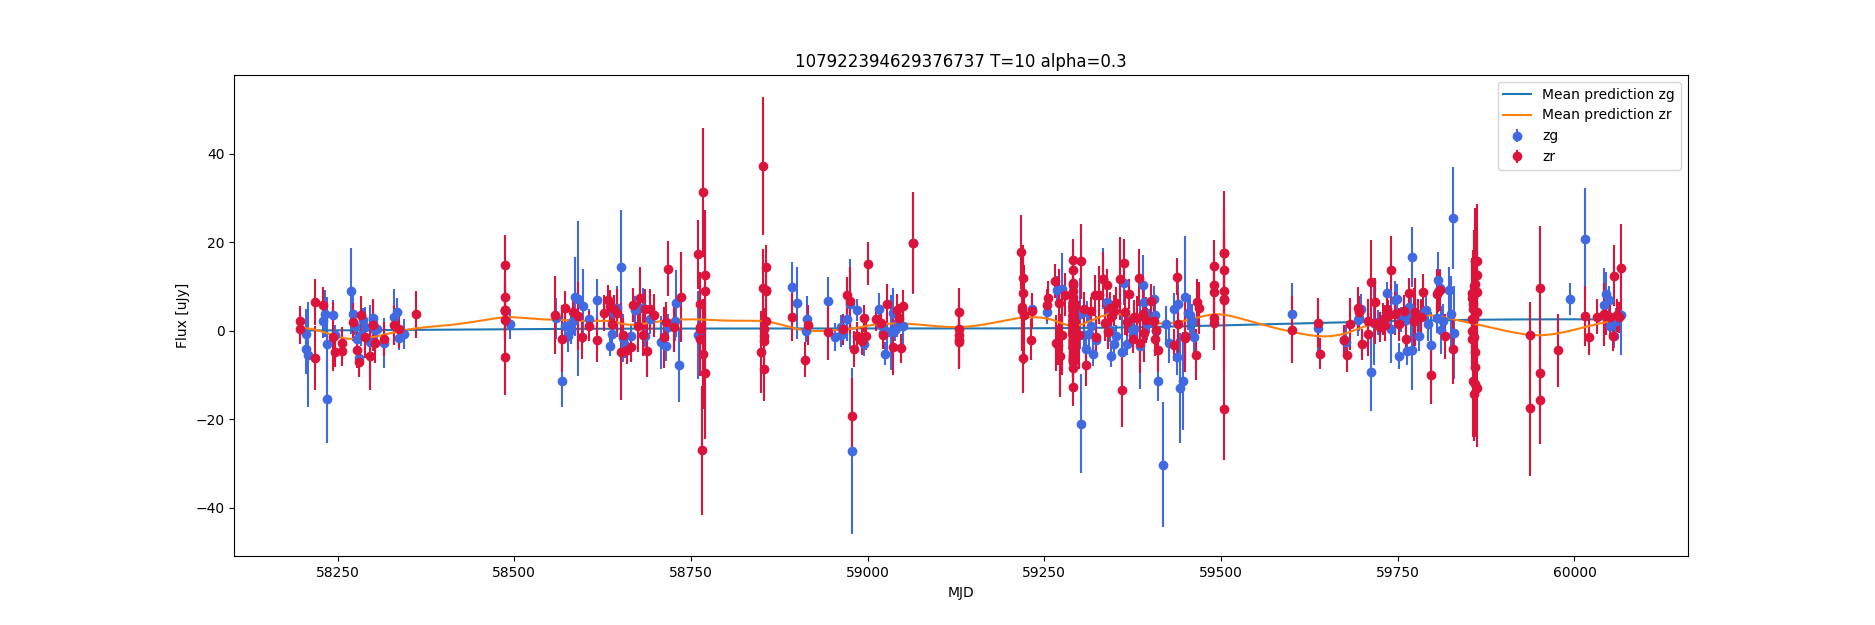 107922394629376737 T=10 alpha=0.3
Mean prediction zg
Mean prediction zr
zg
zr
Flux [uJy]
40
20
0
−20
−40
58250 58500 58750 59000 59250 59500 59750 60000
MJD